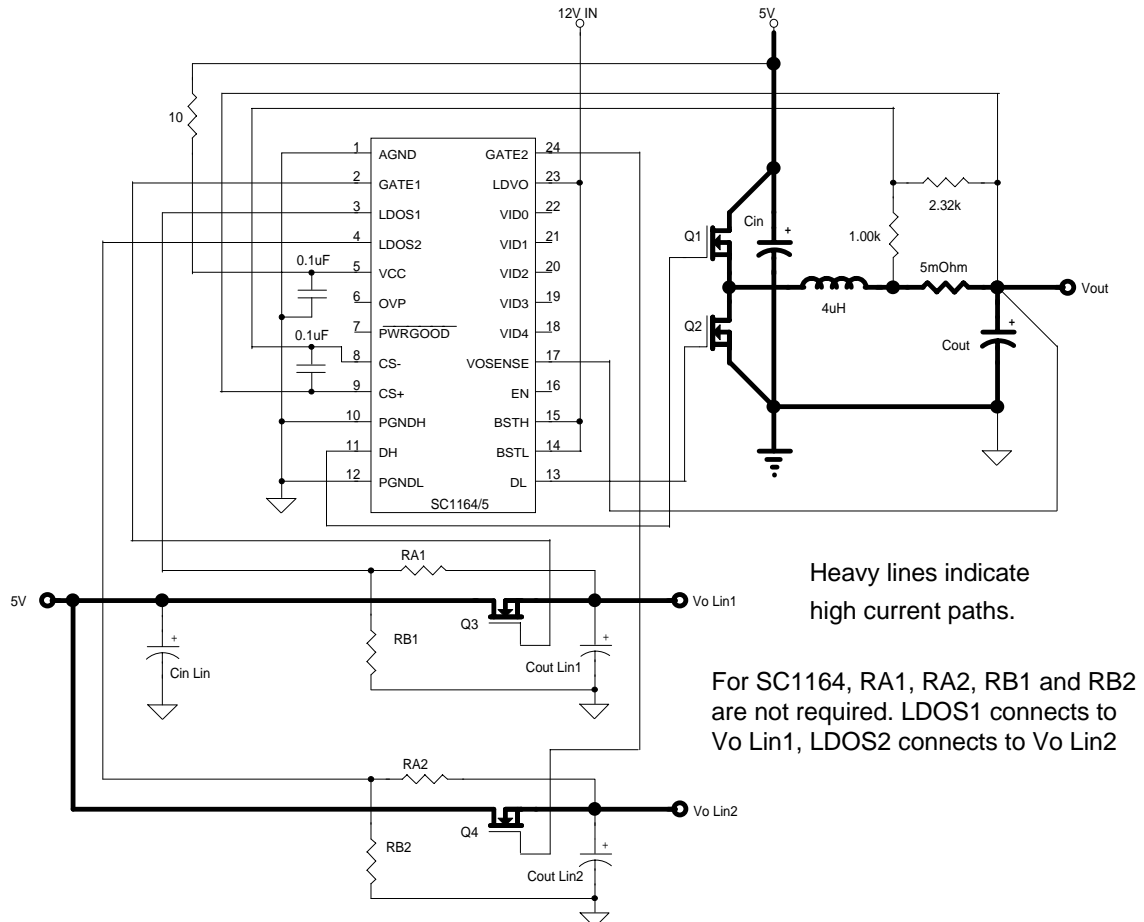 12V IN
5V
10
1 AGND GATE2 24
2 GATE1 LDVO 23
3 LDOS1 VID0 22
4 LDOS2 VID1 21
5 VCC VID2 20
6 OVP VID3 19
7 PWRGOOD VID4 18
8 CS- VOSENSE 17
9 CS+ EN 16
10 PGNDH BSTH 15
11 DH BSTL 14
12 PGNDL DL 13
SC1164/5
0.1uF
0.1uF
2.32k
1.00k
Cin
+
Q1
5mOhm
4uH
Vout
Q2
+
Cout
RA1
5V
Vo Lin1
Q3
+
Cin Lin
RB1
+
Cout Lin1
Heavy lines indicate
high current paths.
For SC1164, RA1, RA2, RB1 and RB2
are not required. LDOS1 connects to
Vo Lin1, LDOS2 connects to Vo Lin2
RA2
Vo Lin2
Q4
RB2
+
Cout Lin2